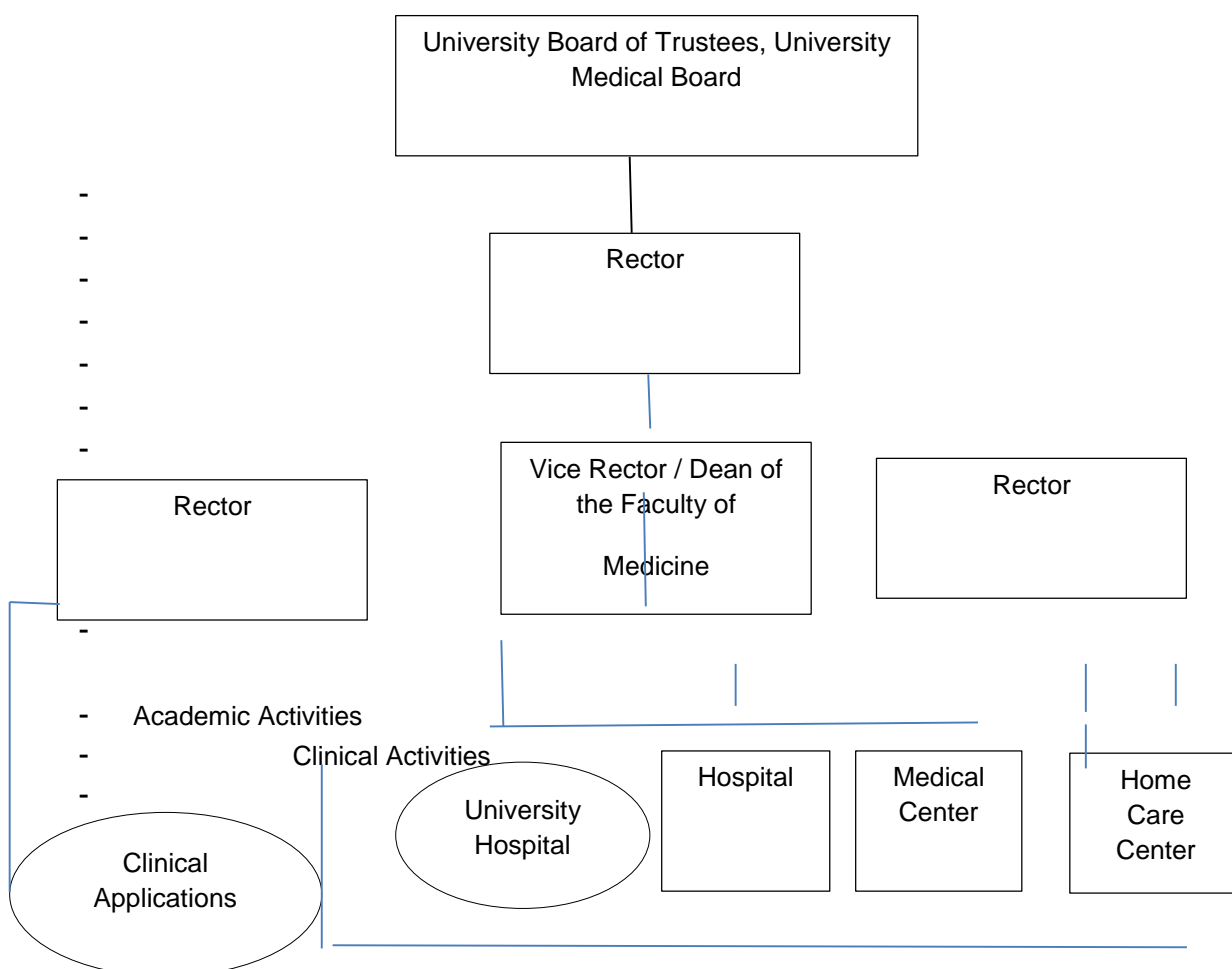 University Board of Trustees, University
Medical Board
-
-
Rector
-
-
-
-
-
Rector
Vice Rector / Dean of
the Faculty of
Medicine
Rector
-
- Academic Activities
- Clinical Activities
-
University
Hospital
Hospital
Medical
Center
Home
Care
Center
Clinical
Applications